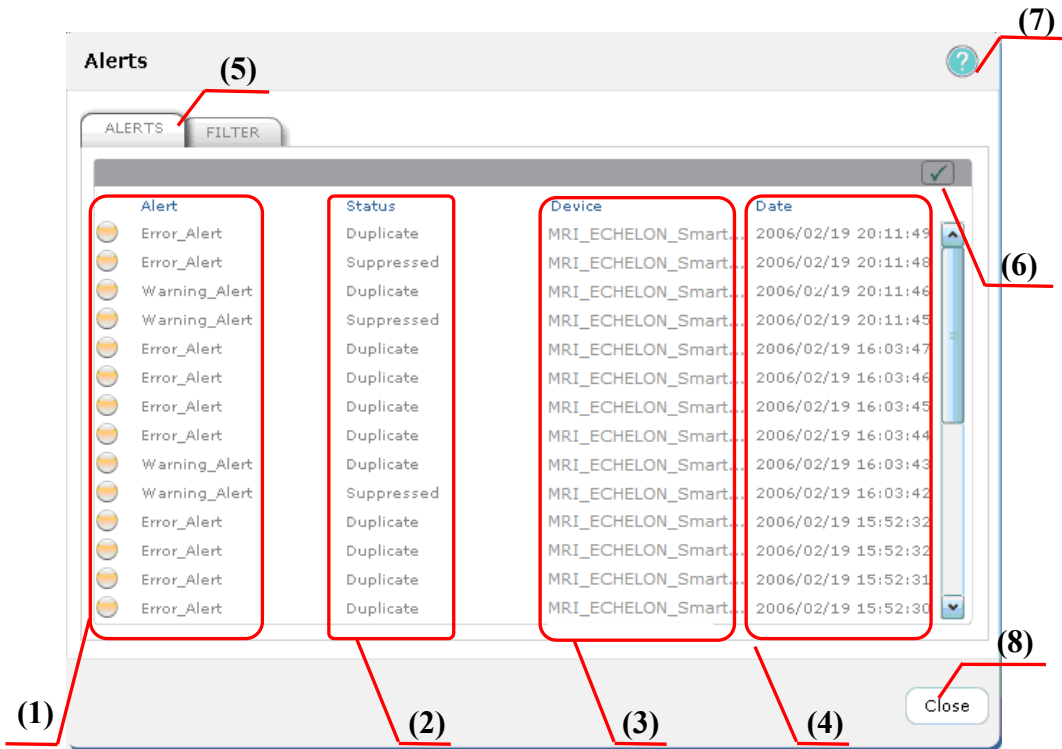 (7)
Alerts
(5)
?
ALERTS FILTER
Alert Status Device Date
Error_Alert Duplicate MRI_ECHELON_Smart... 2006/02/19 20:11:49
Error_Alert Suppressed MRI_ECHELON_Smart... 2006/02/19 20:11:48
(6)
Warning_Alert Duplicate MRI_ECHELON_Smart... 2006/02/19 20:11:46
Warning_Alert Suppressed MRI_ECHELON_Smart... 2006/02/19 20:11:45
Error_Alert Duplicate MRI_ECHELON_Smart... 2006/02/19 16:03:47
Error_Alert Duplicate MRI_ECHELON_Smart... 2006/02/19 16:03:46
Error_Alert Duplicate MRI_ECHELON_Smart... 2006/02/19 16:03:45
Error_Alert Duplicate MRI_ECHELON_Smart... 2006/02/19 16:03:44
Warning_Alert Duplicate MRI_ECHELON_Smart... 2006/02/19 16:03:43
Warning_Alert Suppressed MRI_ECHELON_Smart... 2006/02/19 16:03:42
Error_Alert Duplicate MRI_ECHELON_Smart... 2006/02/19 15:52:32
Error_Alert Duplicate MRI_ECHELON_Smart... 2006/02/19 15:52:32
Error_Alert Duplicate MRI_ECHELON_Smart... 2006/02/19 15:52:31
Error_Alert Duplicate MRI_ECHELON_Smart... 2006/02/19 15:52:30
(8)
Close
(1) (2) (3) (4)